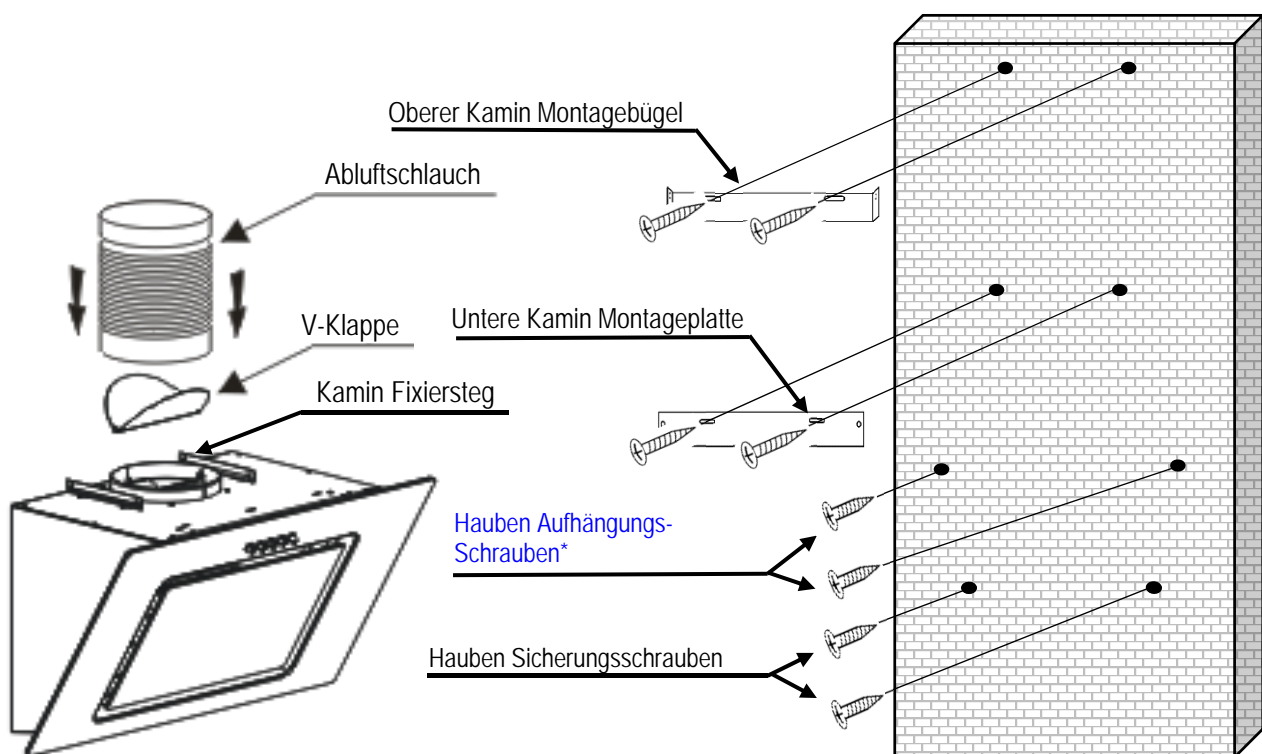 Oberer Kamin Montagebügel
Abluftschlauch
V-Klappe
Untere Kamin Montageplatte
Kamin Fixiersteg
Hauben Aufhängungs-
Schrauben*
Hauben Sicherungsschrauben